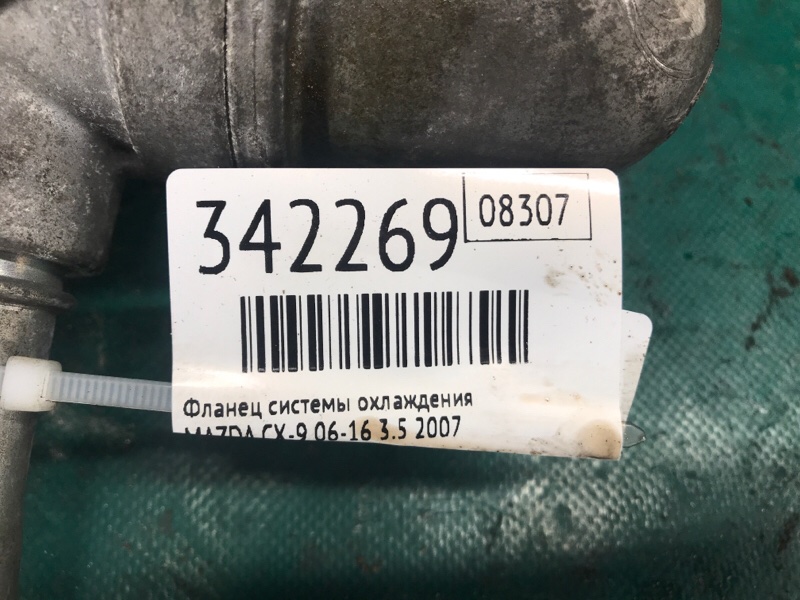 342269
08307
Фланец системы охлаждения
MAZDA CX-9 06-16 3.5 2007